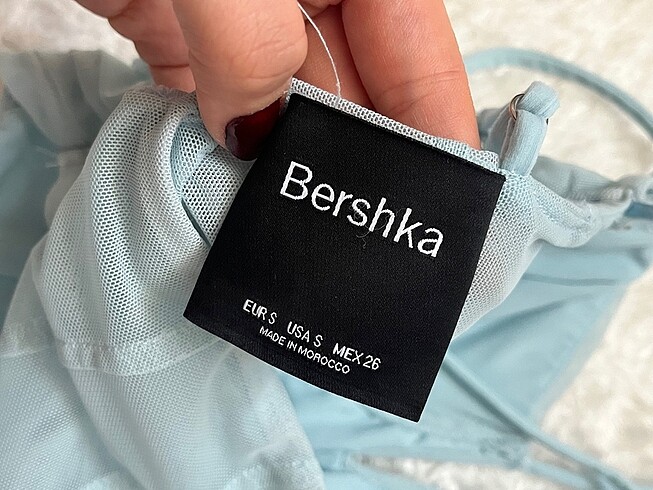 Bershka
EUR S USA S MEX 26
MADE IN MOROCCO